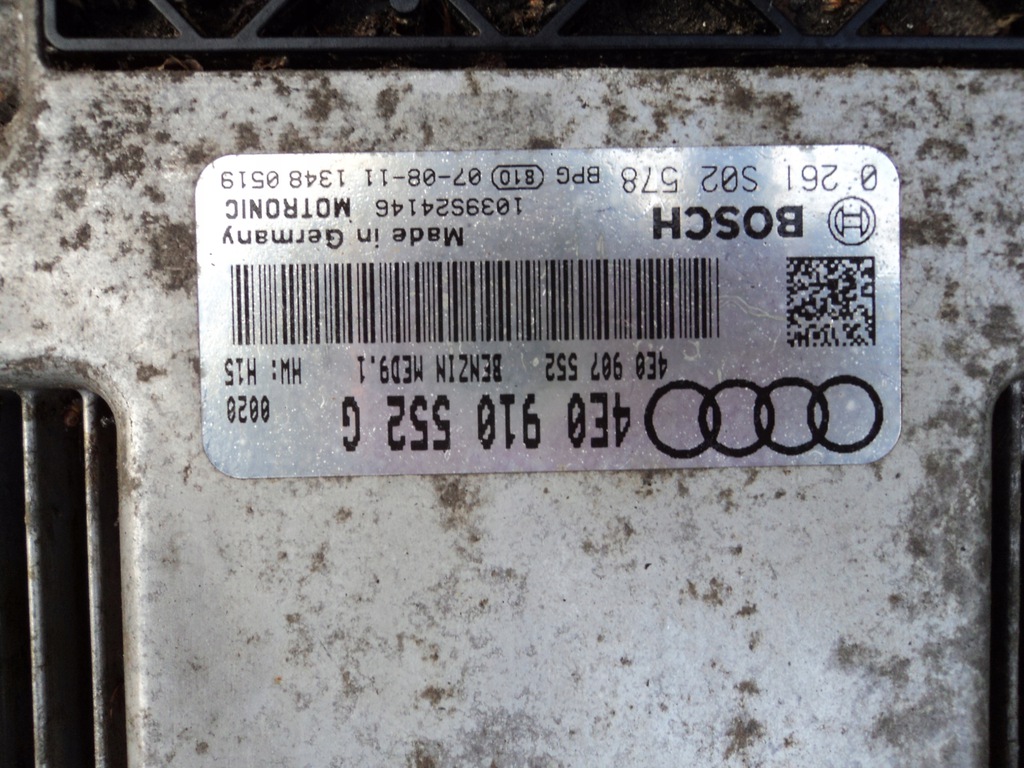 4E0 910 552 G 0020
4E0 907 552 BENZIN MED9.1 HW: H15
Made in Germany
BOSCH 1039S24146 MOTRONIC
0 261 S02 578 BPG 810 07-08-11 1348 0519